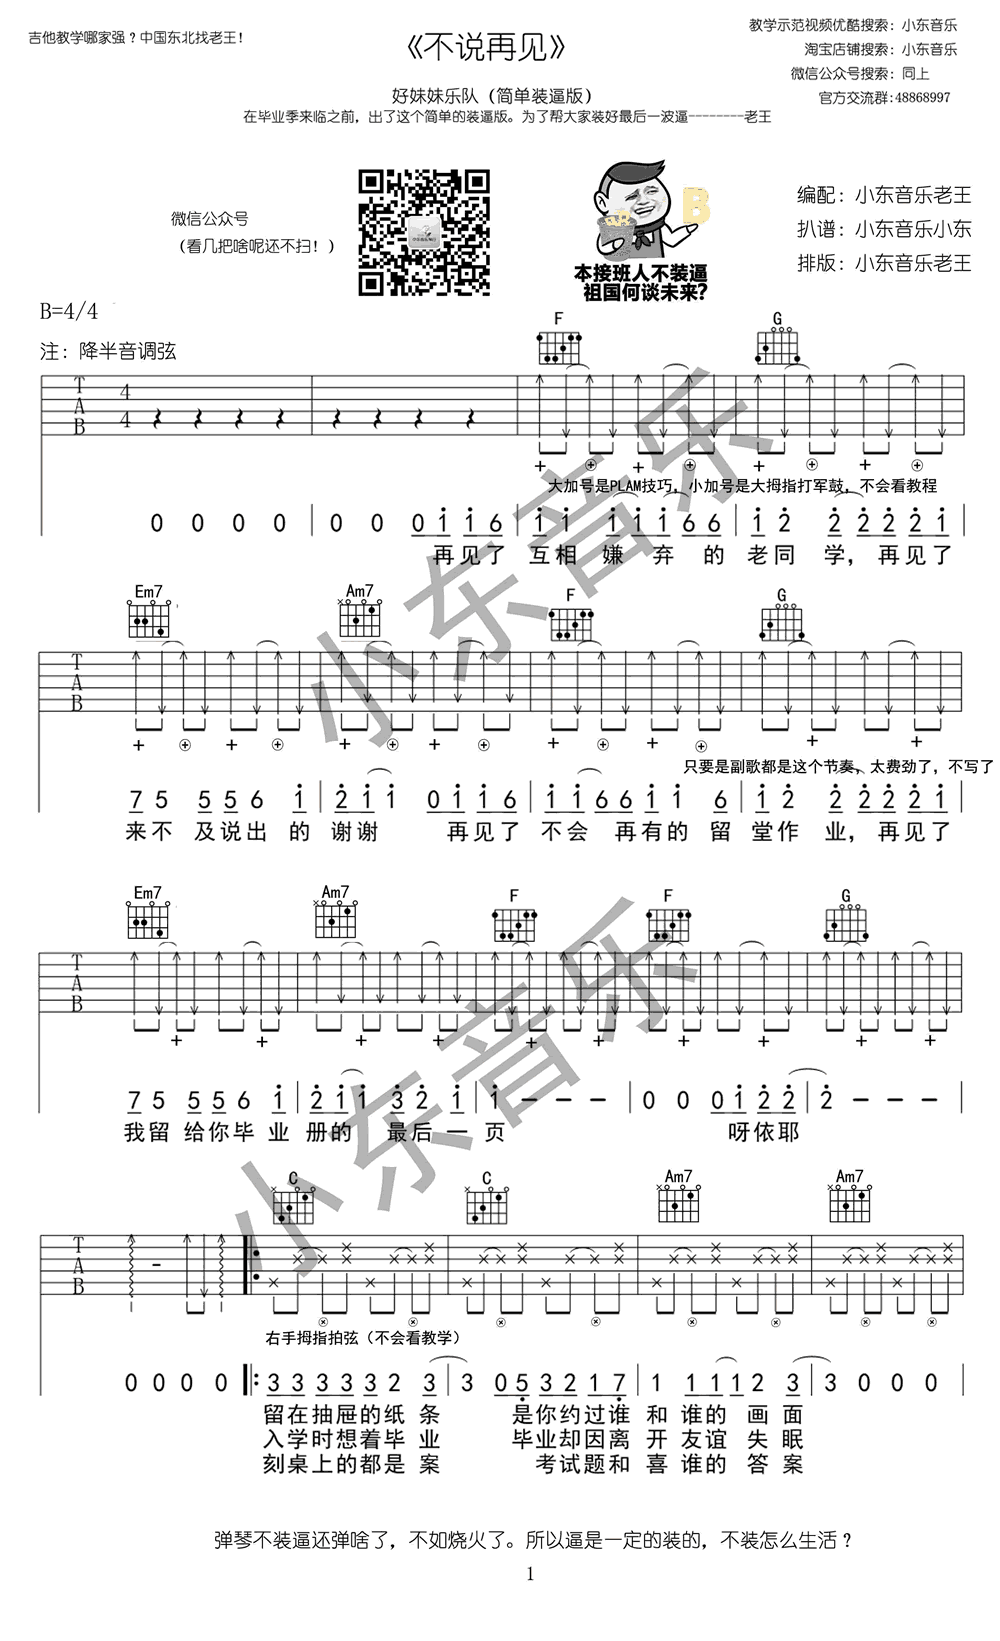 吉他教学哪家强？中国东北找老王！
《不说再见》
教学示范视频优酷搜索：小东音乐
淘宝店铺搜索：小东音乐
微信公众号搜索：同上
官方交流群:48868997
好妹妹乐队（简单装逼版）
在毕业季来临之前，出了这个简单的装逼版。为了帮大家装好最后一波逼--------老王
微信公众号
（看几把啥呢还不扫！）
B
本接班人不装逼
祖国何谈未来?
编配：小东音乐老王
扒谱：小东音乐小东
排版：小东音乐老王
B=4/4
注：降半音调弦
F G
T A B 4 4
大加号是PLAM技巧，小加号是大拇指打军鼓，不会看教程
0 0 0 0 | 0 0 0 1 1 6 | 1 1 1 1 1 6 6 6 | 1 2 2 2 2 2 1
再见了 互相 嫌 弃 的 老同 学，再见了
Em7 Am7 F G
T A B
只要是副歌都是这个节奏，太费劲了，不写了
7 5 5 5 6 1 | 2 1 1 0 1 1 6 | 1 1 6 6 1 1 6 | 1 2 2 2 2 2 1
来不 及说出 的 谢谢 再见了 不会 再有的 留 堂作 业，再见了
Em7 Am7 F F G
T A B
7 5 5 5 6 1 | 2 1 1 3 2 1 | 1 - - - | 0 0 0 1 2 2 | 2 - - -
我留 给你毕 业 册的 最后 一 页 呀依耶
C C Am7 Am7
T A B
右手拇指拍弦（不会看教学）
0 0 0 0 3 3 3 3 3 2 3 | 3 0 5 3 2 1 7 | 1 1 1 1 2 3 | 3 0 0 0
留在抽屉的纸 条 是你约过谁 和 谁的 画 面
入学时想着毕 业 毕业却因离 开 友谊 失 眠
刻桌上的都是 案 考试题和 喜 谁的 答 案
弹琴不装逼还弹啥了，不如烧火了。所以逼是一定的装的，不装怎么生活？
1
小东音乐
小东音乐